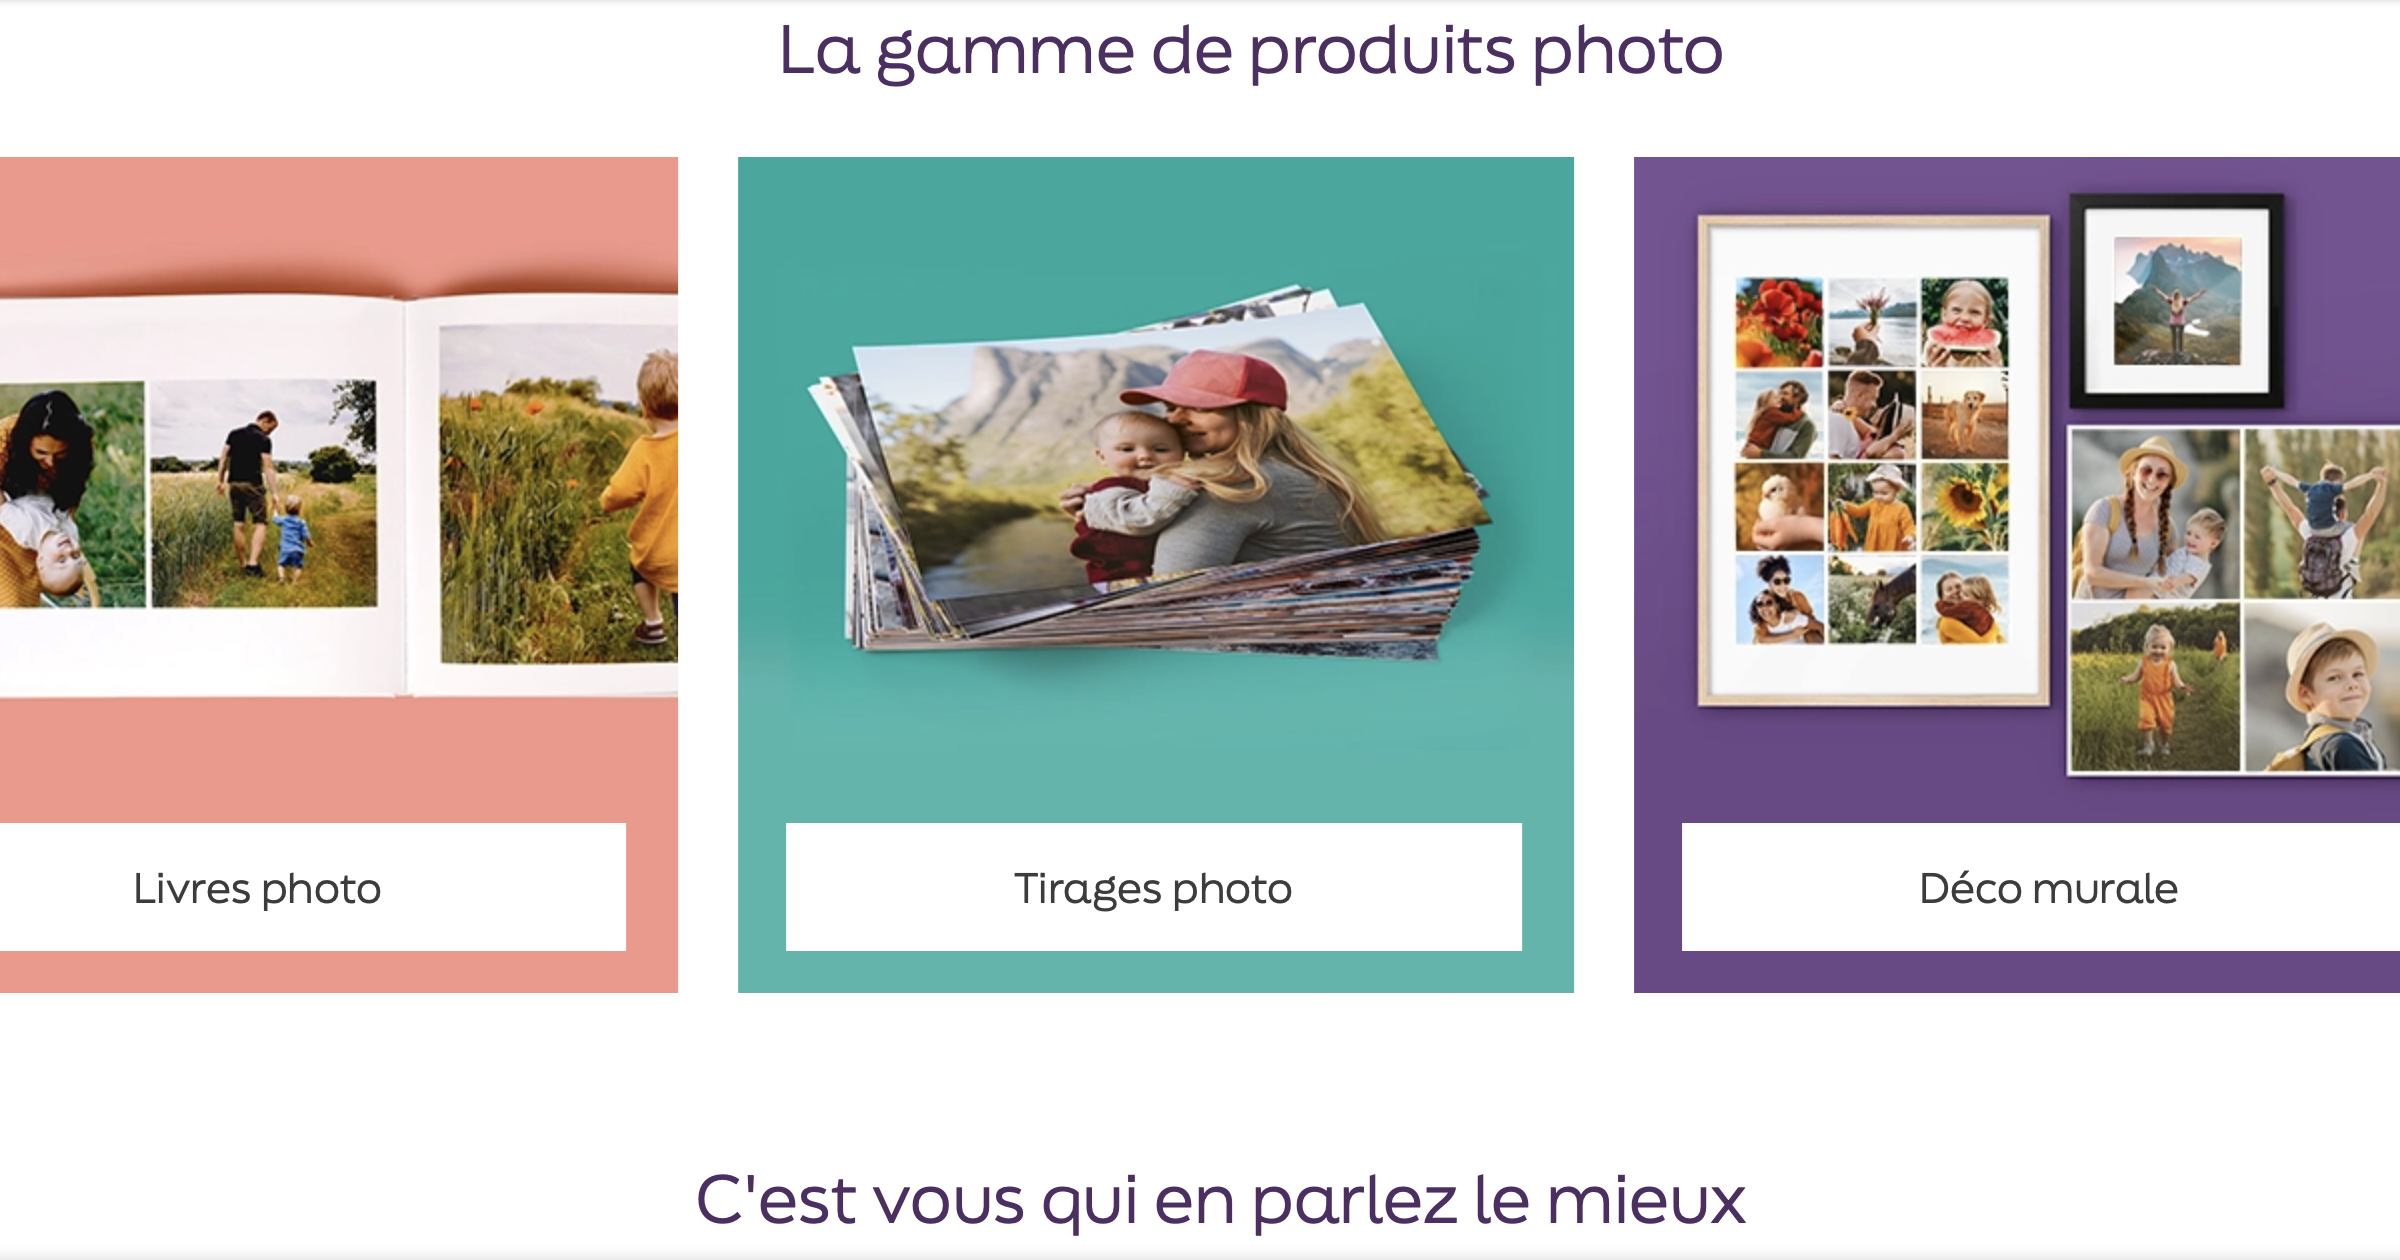 La gamme de produits photo
Livres photo
Tirages photo
Déco murale
C'est vous qui en parlez le mieux